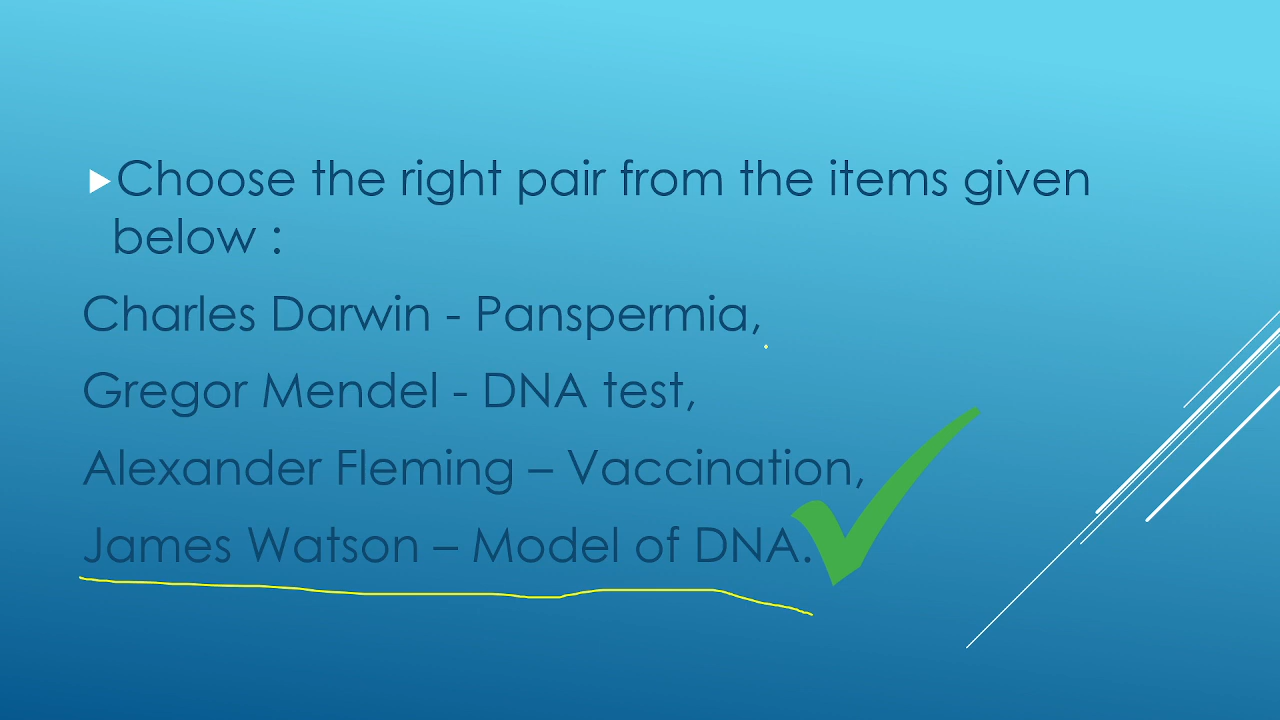 Choose the right pair from the items given
below :
Charles Darwin - Panspermia,
Gregor Mendel - DNA test,
Alexander Fleming – Vaccination,
James Watson – Model of DNA.